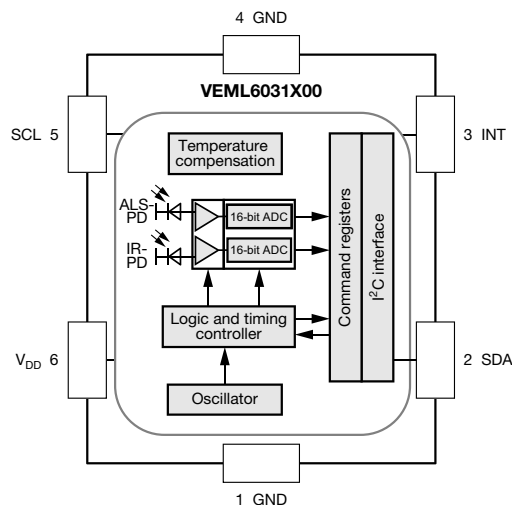 4 GND
VEML6031X00
SCL 5
3 INT
Temperature
compensation
ALS-
PD
16-bit ADC
IR-
PD
16-bit ADC
Command registers
I²C interface
Logic and timing
controller
V_DD 6
2 SDA
Oscillator
1 GND